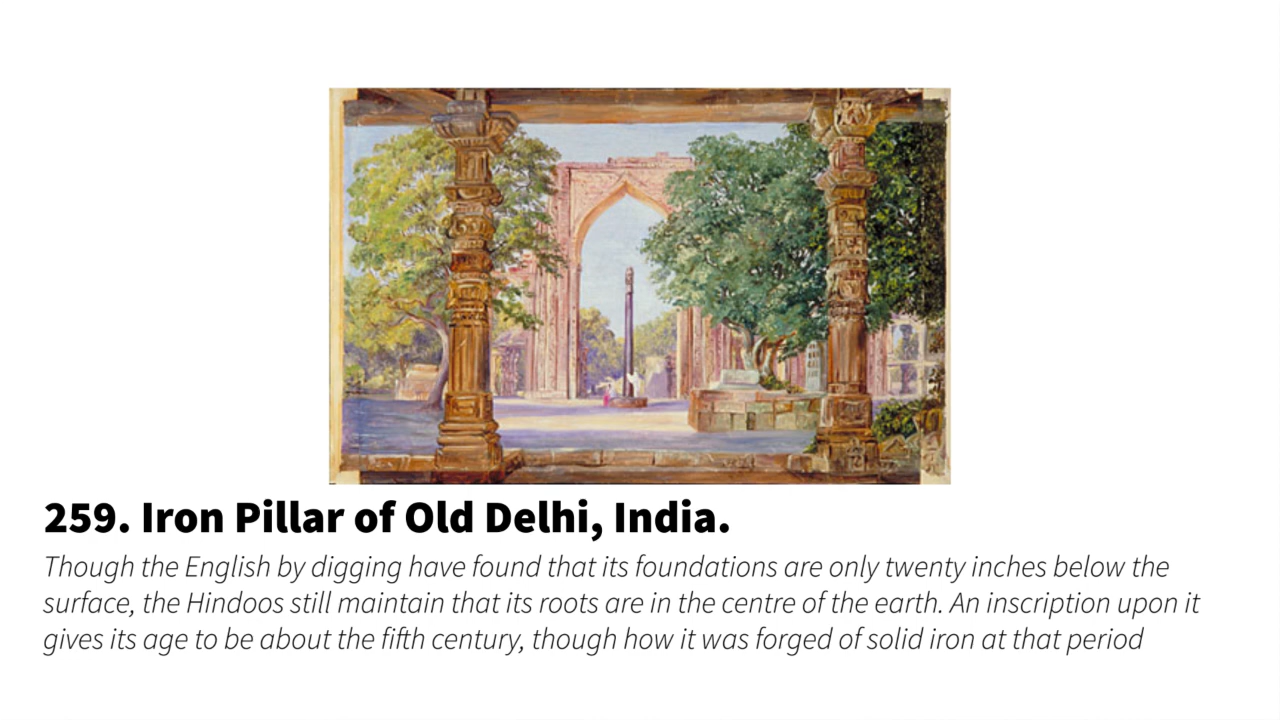 259. Iron Pillar of Old Delhi, India.
Though the English by digging have found that its foundations are only twenty inches below the
surface, the Hindoos still maintain that its roots are in the centre of the earth. An inscription upon it
gives its age to be about the fifth century, though how it was forged of solid iron at that period